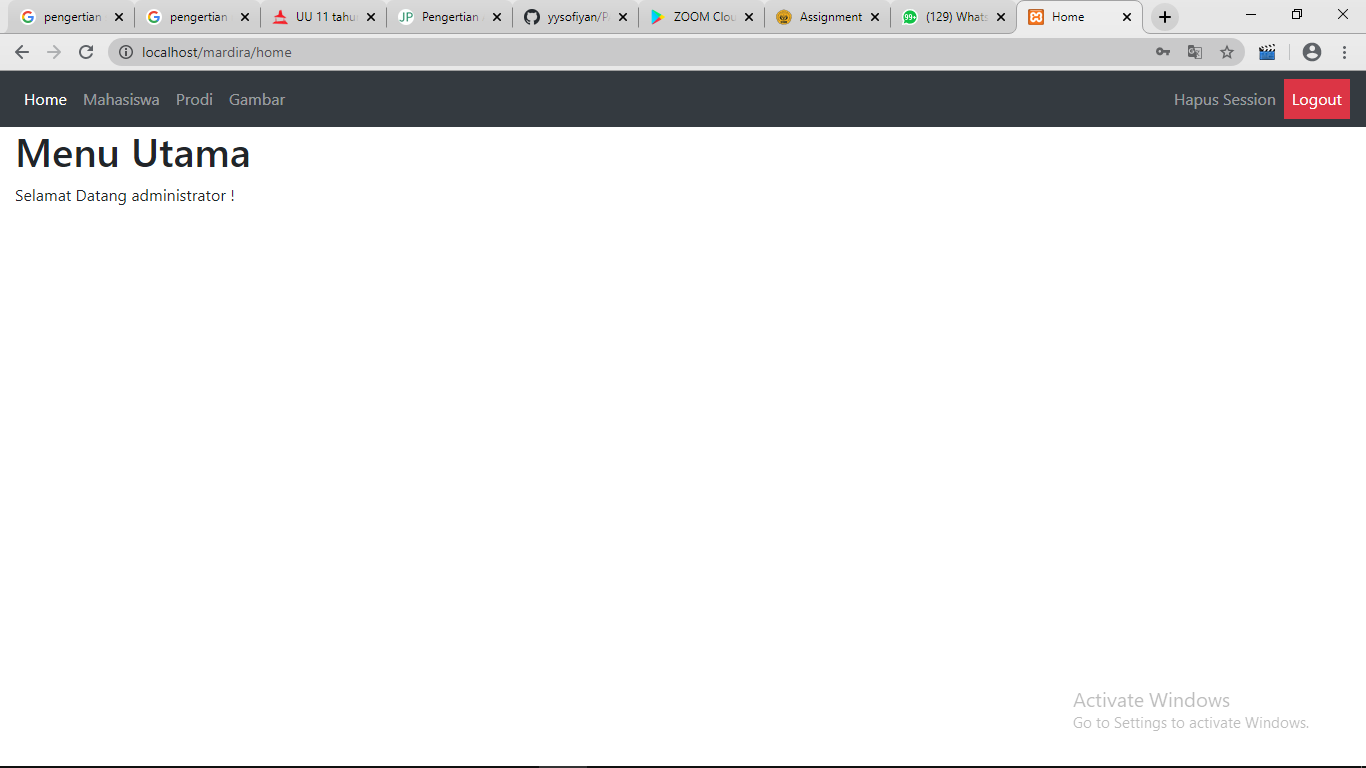 pengertian
pengertian
UU 11 tahu
Pengertian
yysofiyan/P
ZOOM Clou
Assignment
(129) Whats
Home
localhost/mardira/home
Home Mahasiswa Prodi Gambar Hapus Session Logout
Menu Utama
Selamat Datang administrator !
Activate Windows
Go to Settings to activate Windows.